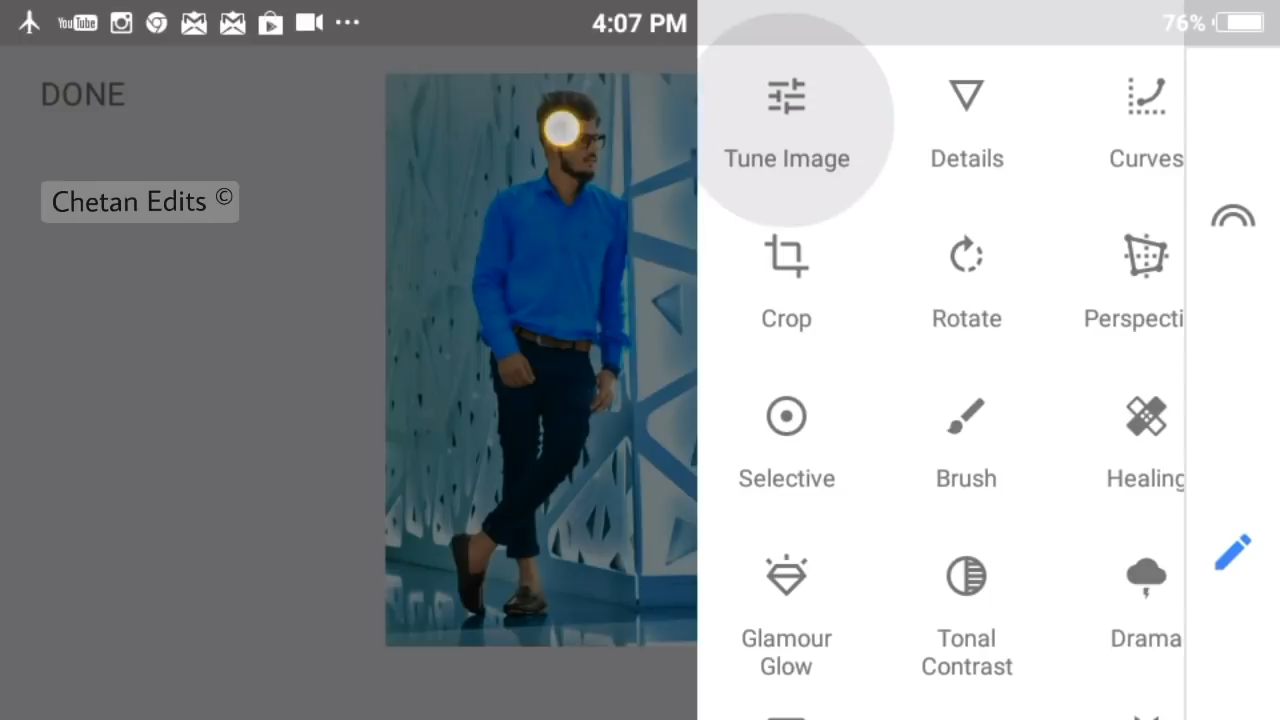 YouTube
4:07 PM
76%
DONE
Chetan Edits ©
Tune Image
Details
Curves
Crop
Rotate
Perspecti
Selective
Brush
Healing
Glamour
Glow
Tonal
Contrast
Drama